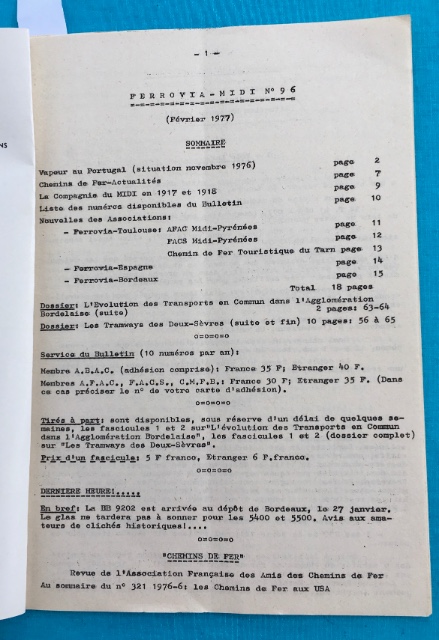 NS
- 1 -
FERROVIA-MIDI N° 96
(Février 1977)
SOMMAIRE
Vapeur au Portugal (situation novembre 1976) page 2
Chemins de Fer-Actualités page 7
La Compagnie du MIDI en 1917 et 1918 page 9
Liste des numéros disponibles du Bulletin page 10
Nouvelles des Associations:
- Ferrovia-Toulouse: AFAC Midi-Pyrénées page 11
FACS Midi-Pyrénées page 12
Chemin de Fer Touristique du Tarn page 13
- Ferrovia-Espagne page 14
- Ferrovia-Bordeaux page 15
Total 18 pages
Dossier: L'Evolution des Transports en Commun dans l'Agglomération
Bordelaise (suite) 2 pages: 63-64
Dossier: Les Tramways des Deux-Sèvres (suite et fin) 10 pages: 56 à 65
o=o=o=o
Service du Bulletin (10 numéros par an):
Membre A.B.A.C. (adhésion comprise): France 35 F; Etranger 40 F.
Membres A.F.A.C., F.A.C.S., C.M.F.B.: France 30 F; Etranger 35 F. (Dans
ce cas préciser le n° de votre carte d'adhésion).
o=o=o=o
Tirés à part: sont disponibles, sous réserve d'un délai de quelques se-
maines, les fascicules 1 et 2 sur"L'évolution des Transports en Commun
dans l'Agglomération Bordelaise", les fascicules 1 et 2 (dossier complet)
sur "Les Tramways des Deux-Sèvres".
Prix d'un fascicule: 5 F franco, Etranger 6 F.franco.
o=o=o=o
DERNIERE HEURE!.....
En bref: La BB 9202 est arrivée au dépôt de Bordeaux, le 27 janvier.
Le glas ne tardera pas à sonner pour les 5400 et 5500. Avis aux ama-
teurs de clichés historiques!....
o=o=o=o
"CHEMINS DE FER"
Revue de l'Association Française des Amis des Chemins de Fer
Au sommaire du n° 321 1976-6: les Chemins de Fer aux USA